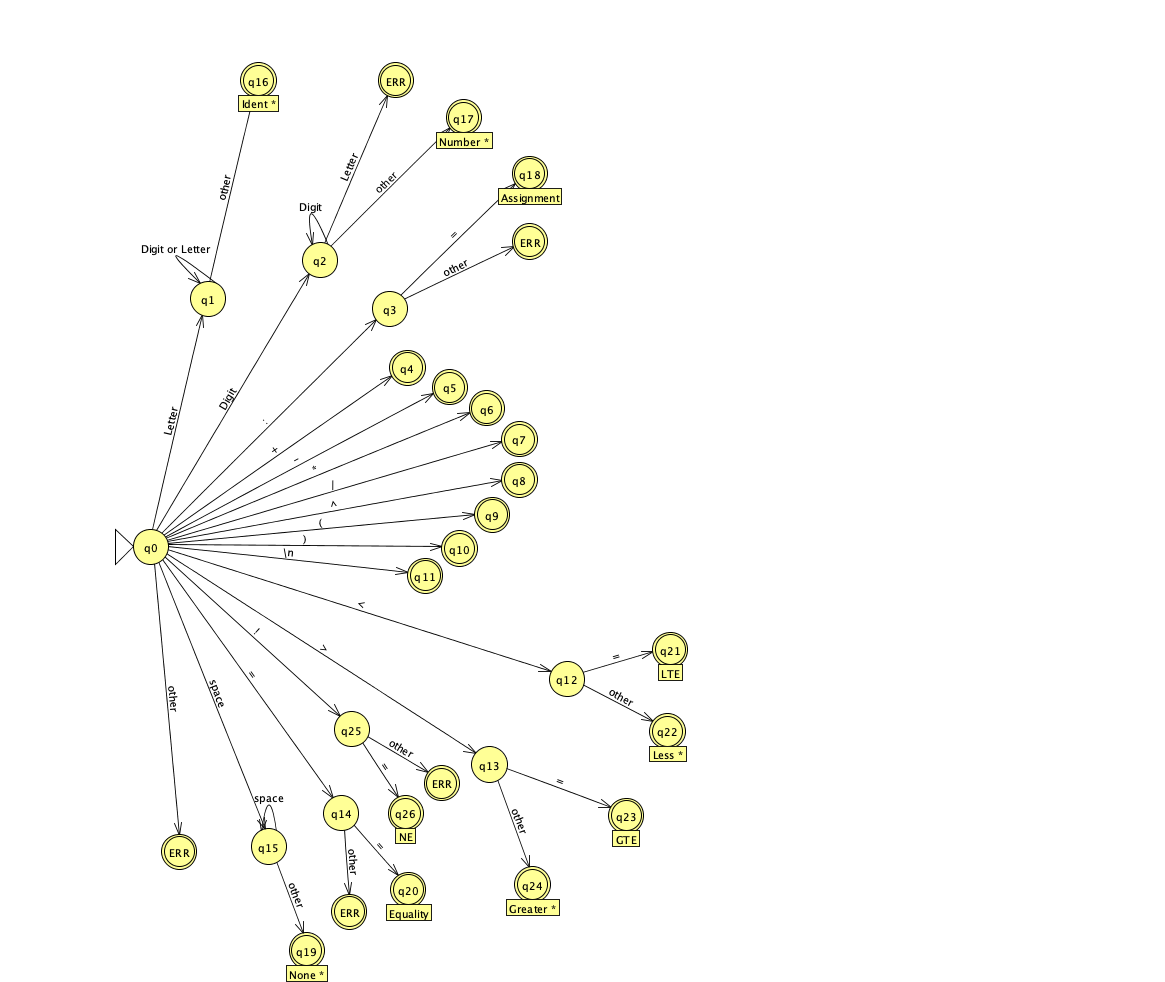 q16
Ident *
ERR
q17
Number *
q18
Assignment
ERR
other
Letter
other
=
other
Digit
Digit or Letter
q2
q1
q3
Letter
Digit
:
q4
q5
q6
q7
q8
q9
q10
q11
+
-
*
|
^
(
)
\n
q0
<
>
!
=
space
other
q12
=
q21
LTE
other
q22
Less *
q25
other
=
ERR
q26
NE
q13
=
q23
GTE
other
q24
Greater *
q14
other
=
ERR
q20
Equality
space
q15
ERR
other
q19
None *